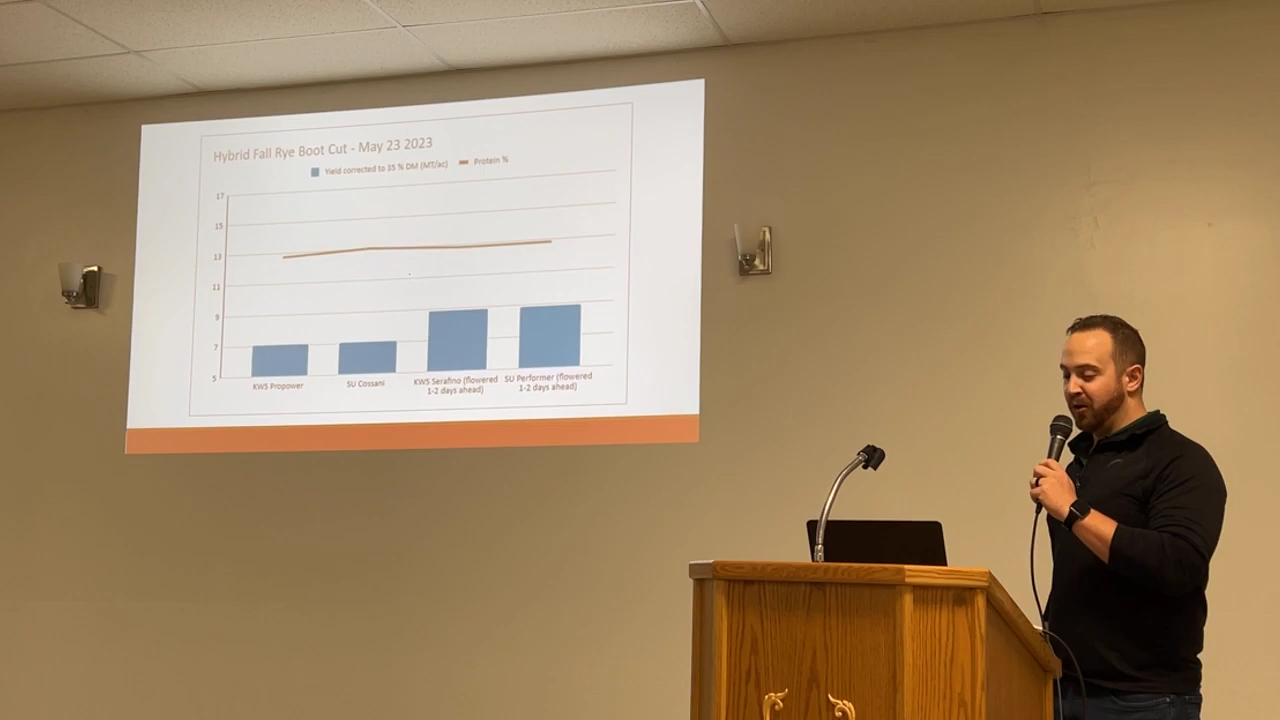 Hybrid Fall Rye Boot Cut - May 23 2023
Yield corrected to 35 % DM (MT/ac) Protein %
17
15
13
11
9
7
5
KWS Propower
SU Cossani
KWS Serafino (flowered
1-2 days ahead)
SU Performer (flowered
1-2 days ahead)